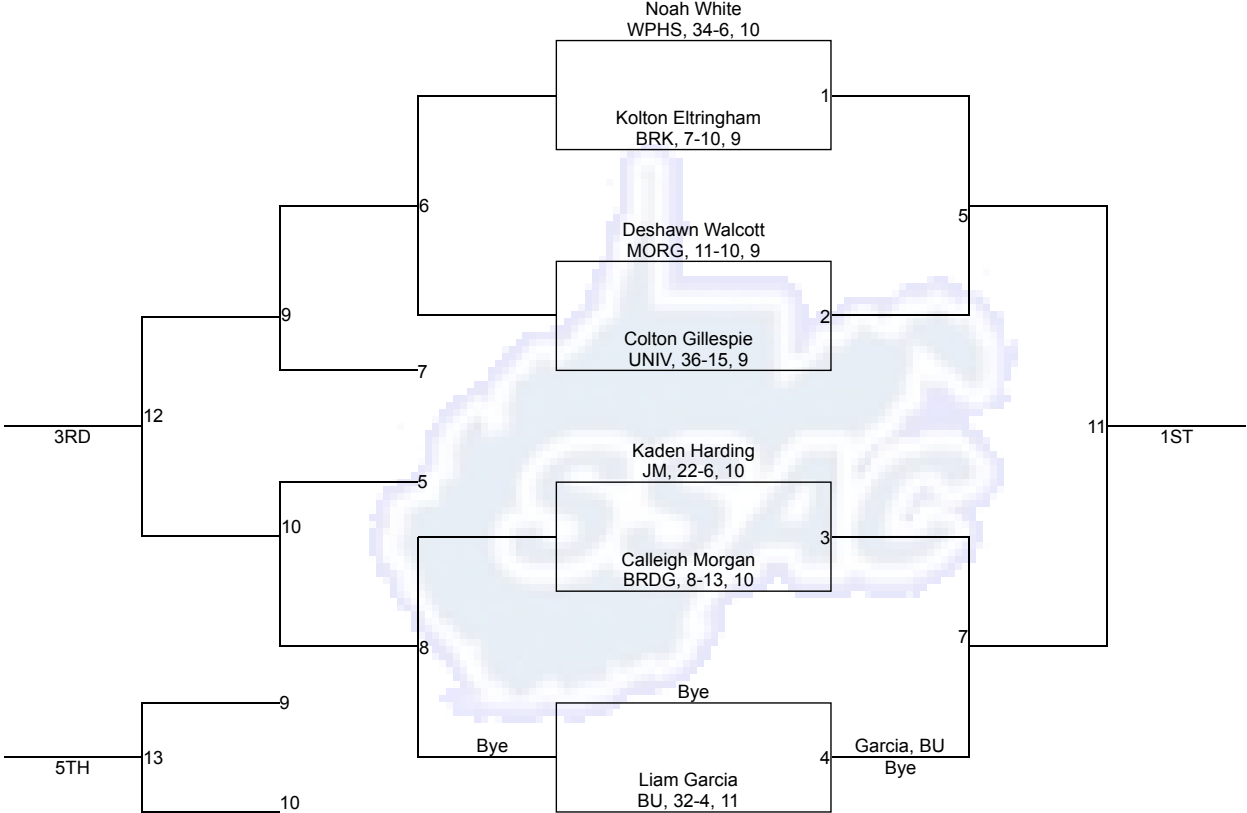 Noah White
WPHS, 34-6, 10
1
Kolton Eltringham
BRK, 7-10, 9
6
5
Deshawn Walcott
MORG, 11-10, 9
9
2
Colton Gillespie
UNIV, 36-15, 9
7
12
3RD
11
1ST
Kaden Harding
JM, 22-6, 10
5
10
3
Calleigh Morgan
BRDG, 8-13, 10
8
7
Bye
9
Bye
Garcia, BU
13
4
5TH
Bye
Liam Garcia
BU, 32-4, 11
10
SSAC